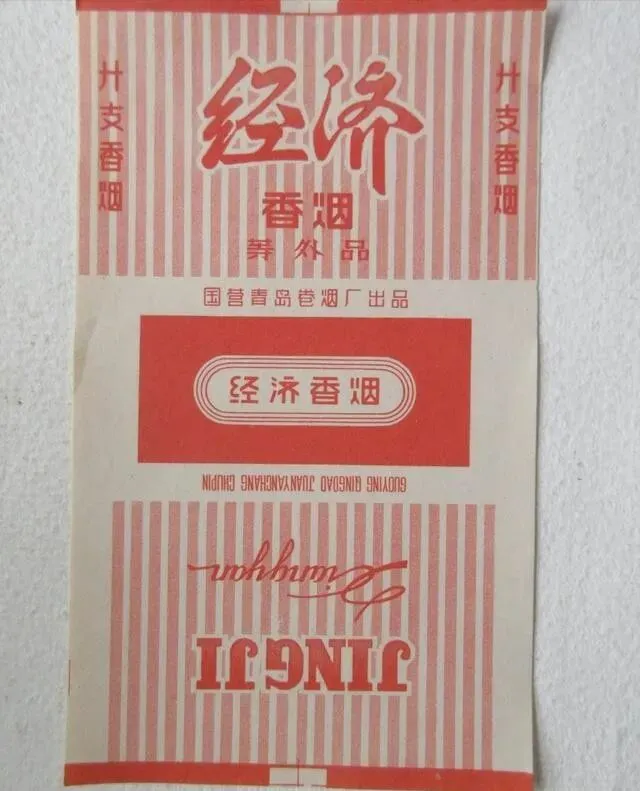 经济
香烟
等外品
廾支香烟
廾支香烟
国营青岛卷烟厂出品
经济香烟
GUOYING QINGDAO JUANYANCHANG CHUPIN
Xiangyan
JINGJI